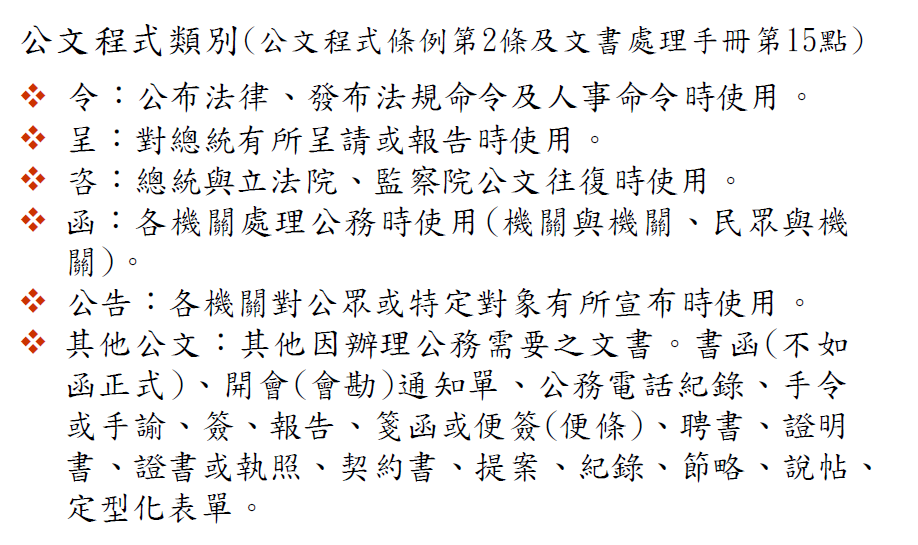 公文程式類別(公文程式條例第2條及文書處理手冊第15點)
❖ 令：公布法律、發布法規命令及人事命令時使用。
❖ 呈：對總統有所呈請或報告時使用。
❖ 咨：總統與立法院、監察院公文往復時使用。
❖ 函：各機關處理公務時使用(機關與機關、民眾與機
關)。
❖ 公告：各機關對公眾或特定對象有所宣布時使用。
❖ 其他公文：其他因辦理公務需要之文書。書函(不如
函正式)、開會(會勘)通知單、公務電話紀錄、手令
或手諭、簽、報告、箋函或便簽(便條)、聘書、證明
書、證書或執照、契約書、提案、紀錄、節略、說帖、
定型化表單。